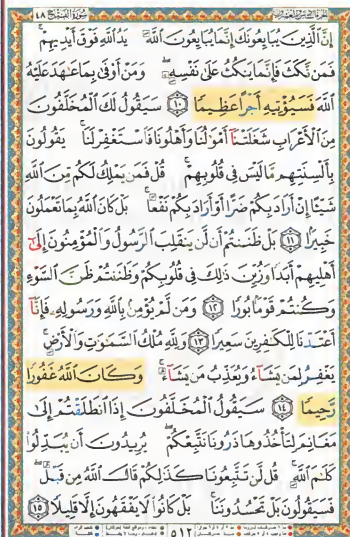 سورة الفتح ٤٨
إِنَّ ٱلَّذِينَ يُبَايِعُونَكَ إِنَّمَا يُبَايِعُونَ ٱللَّهَ يَدُ ٱللَّهِ فَوْقَ أَيْدِيهِمْ ۚ
فَمَن نَّكَثَ فَإِنَّمَا يَنكُثُ عَلَىٰ نَفْسِهِۦ ۖ وَمَنْ أَوْفَىٰ بِمَا عَٰهَدَ عَلَيْهُ
ٱللَّهَ فَسَيُؤْتِيهِ أَجْرًا عَظِيمًا ١٠ سَيَقُولُ لَكَ ٱلْمُخَلَّفُونَ
مِنَ ٱلْأَعْرَابِ شَغَلَتْنَآ أَمْوَٰلُنَا وَأَهْلُونَا فَٱسْتَغْفِرْ لَنَا ۚ يَقُولُونَ
بِأَلْسِنَتِهِم مَّا لَيْسَ فِى قُلُوبِهِمْ ۚ قُلْ فَمَن يَمْلِكُ لَكُم مِّنَ ٱللَّهِ
شَيْـًٔا إِنْ أَرَادَ بِكُمْ ضَرًّا أَوْ أَرَادَ بِكُمْ نَفْعًۢا ۚ بَلْ كَانَ ٱللَّهُ بِمَا تَعْمَلُونَ
خَبِيرًۢا ١١ بَلْ ظَنَنتُمْ أَن لَّن يَنقَلِبَ ٱلرَّسُولُ وَٱلْمُؤْمِنُونَ إِلَىٰٓ
أَهْلِيهِمْ أَبَدًا وَزُيِّنَ ذَٰلِكَ فِى قُلُوبِكُمْ وَظَنَنتُمْ ظَنَّ ٱلسَّوْءِ
وَكُنتُمْ قَوْمًۢا بُورًا ١٢ وَمَن لَّمْ يُؤْمِنۢ بِٱللَّهِ وَرَسُولِهِۦ فَإِنَّآ
أَعْتَدْنَا لِلْكَٰفِرِينَ سَعِيرًا ١٣ وَلِلَّهِ مُلْكُ ٱلسَّمَٰوَٰتِ وَٱلْأَرْضِ ۚ
يَغْفِرُ لِمَن يَشَآءُ وَيُعَذِّبُ مَن يَشَآءُ ۚ وَكَانَ ٱللَّهُ غَفُورًا
رَّحِيمًا ١٤ سَيَقُولُ ٱلْمُخَلَّفُونَ إِذَا ٱنطَلَقْتُمْ إِلَىٰ
مَغَانِمَ لِتَأْخُذُوهَا ذَرُونَا نَتَّبِعْكُمْ ۖ يُرِيدُونَ أَن يُبَدِّلُوا۟
كَلَٰمَ ٱللَّهِ ۚ قُل لَّن تَتَّبِعُونَا كَذَٰلِكُمْ قَالَ ٱللَّهُ مِن قَبْلُ ۖ
فَسَيَقُولُونَ بَلْ تَحْسُدُونَنَا ۚ بَلْ كَانُوا۟ لَا يَفْقَهُونَ إِلَّا قَلِيلًا ١٥
٥١٢